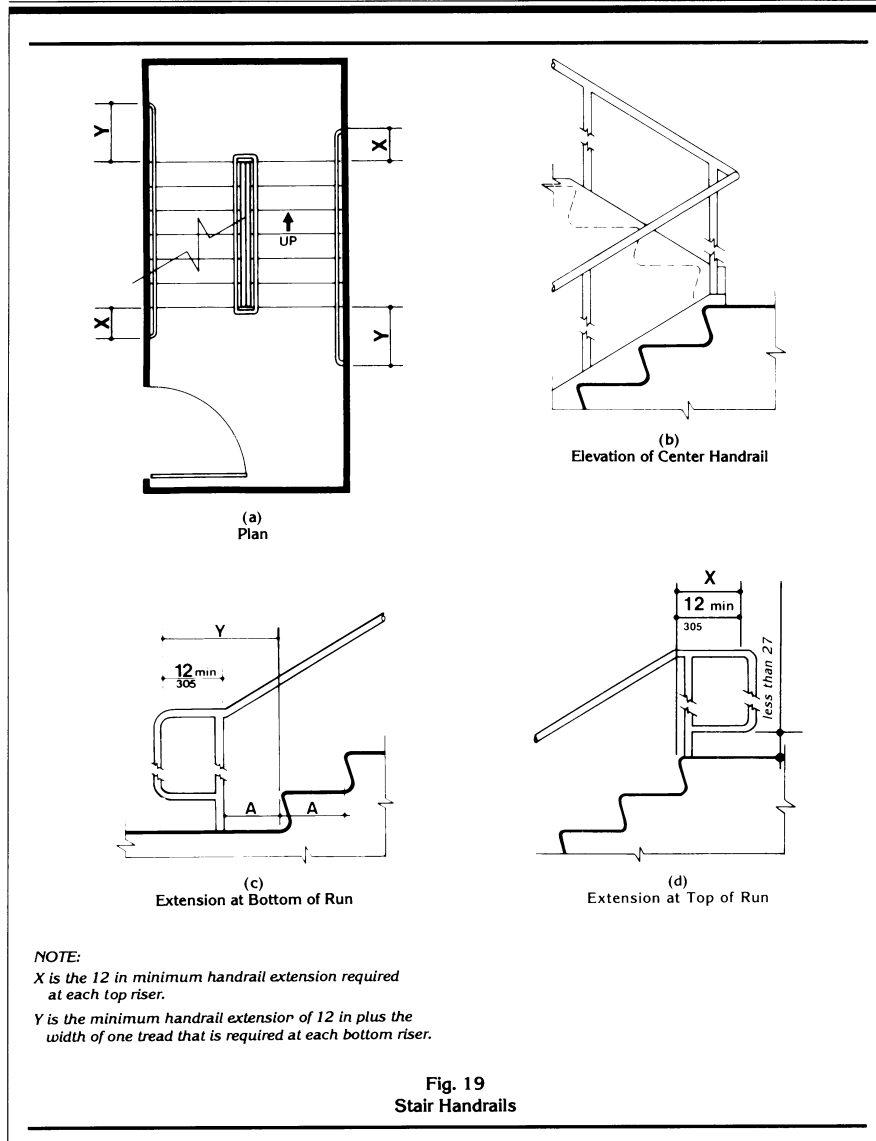 Y
X
UP
X
Y
(a)
Plan
(b)
Elevation of Center Handrail
Y
12 min
305
A A
(c)
Extension at Bottom of Run
X
12 min
305
less than 27
(d)
Extension at Top of Run
NOTE:
X is the 12 in minimum handrail extension required
at each top riser.
Y is the minimum handrail extension of 12 in plus the
width of one tread that is required at each bottom riser.
Fig. 19
Stair Handrails